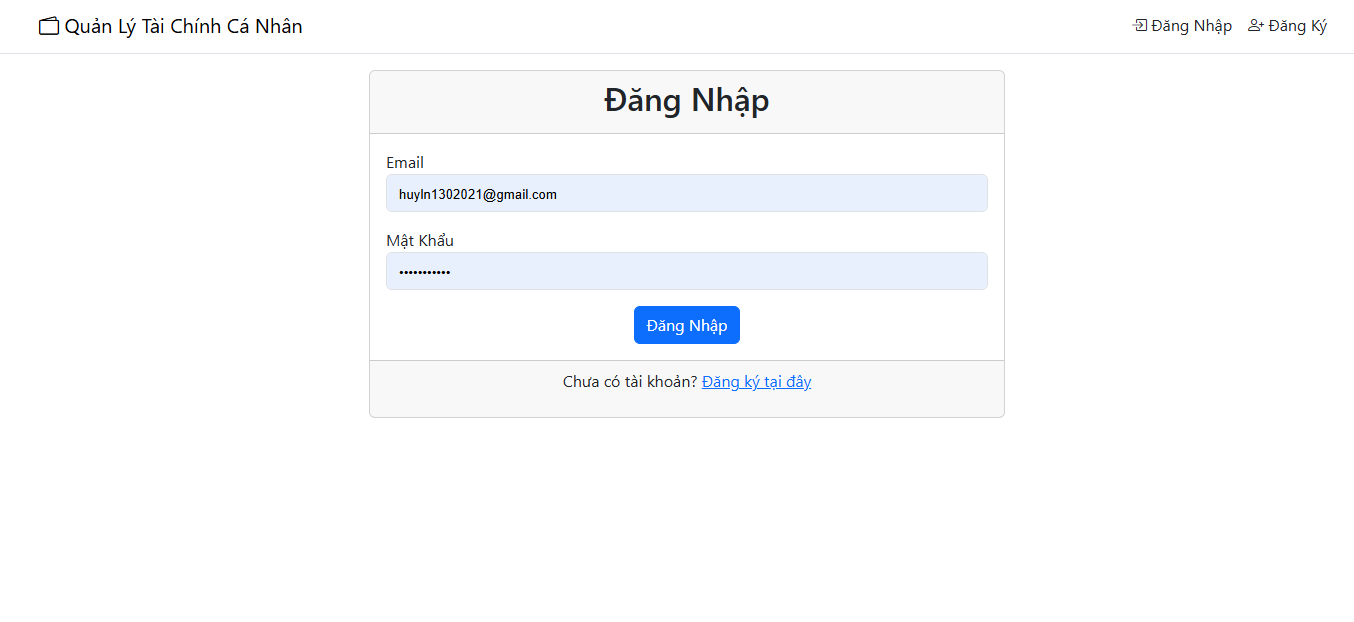 Quản Lý Tài Chính Cá Nhân
Đăng Nhập
Đăng Ký
Đăng Nhập
Email
huyln1302021@gmail.com
Mật Khẩu
•••••••••••
Đăng Nhập
Chưa có tài khoản? Đăng ký tại đây